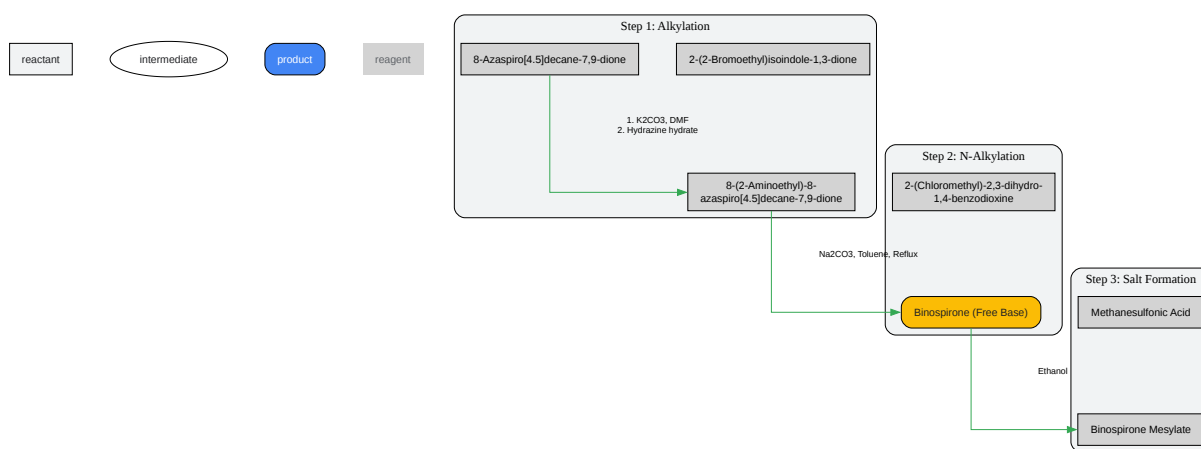 reactant
intermediate
product
reagent
Step 1: Alkylation
8-Azaspiro[4.5]decane-7,9-dione
2-(2-Bromoethyl)isoindole-1,3-dione
1. K2CO3, DMF
2. Hydrazine hydrate
8-(2-Aminoethyl)-8-
azaspiro[4.5]decane-7,9-dione
Step 2: N-Alkylation
2-(Chloromethyl)-2,3-dihydro-
1,4-benzodioxine
Na2CO3, Toluene, Reflux
Binospirone (Free Base)
Step 3: Salt Formation
Methanesulfonic Acid
Ethanol
Binospirone Mesylate